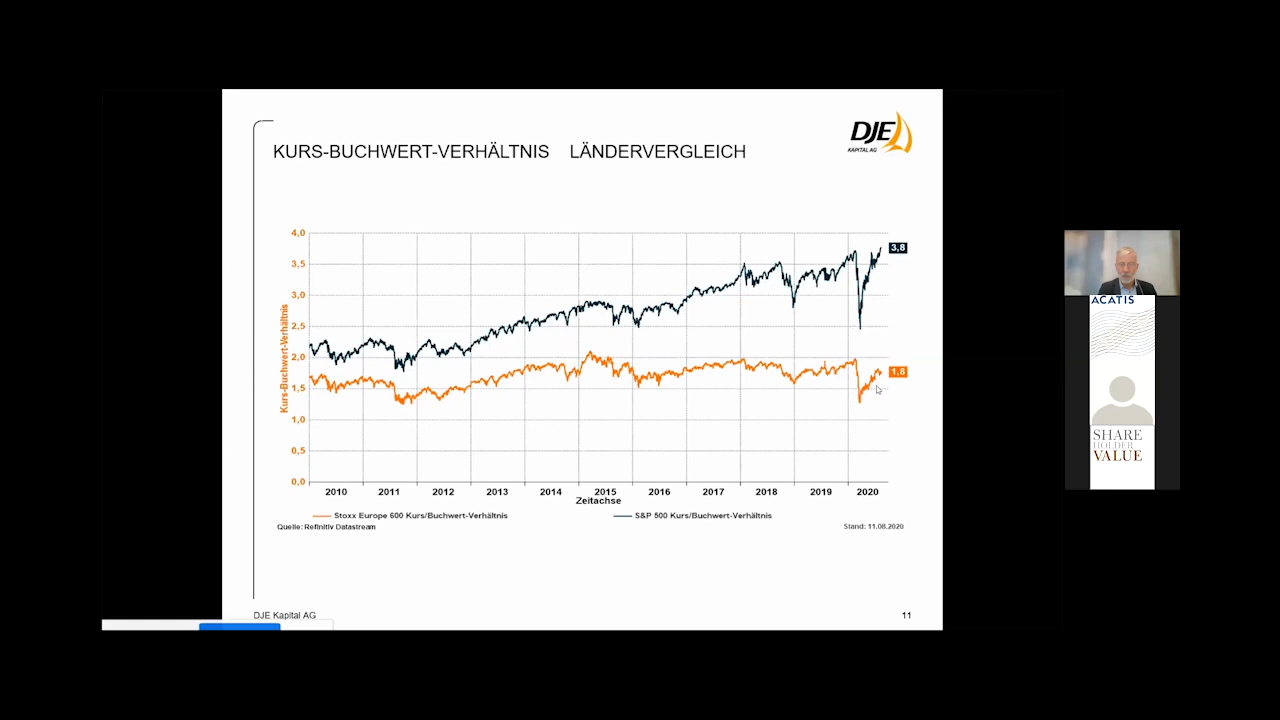 DJE
KAPITAL AG
KURS-BUCHWERT-VERHÄLTNIS LÄNDERVERGLEICH
4,0
3,5
3,0
2,5
2,0
1,5
1,0
0,5
0,0
Kurs-Buchwert-Verhältnis
3,8
1,8
2010 2011 2012 2013 2014 2015 2016 2017 2018 2019 2020
Zeitachse
Stoxx Europe 600 Kurs/Buchwert-Verhältnis S&P 500 Kurs/Buchwert-Verhältnis
Quelle: Refinitiv Datastream Stand: 11.08.2020
DJE Kapital AG 11
ACATIS
SHARE
HOLDER
VALUE